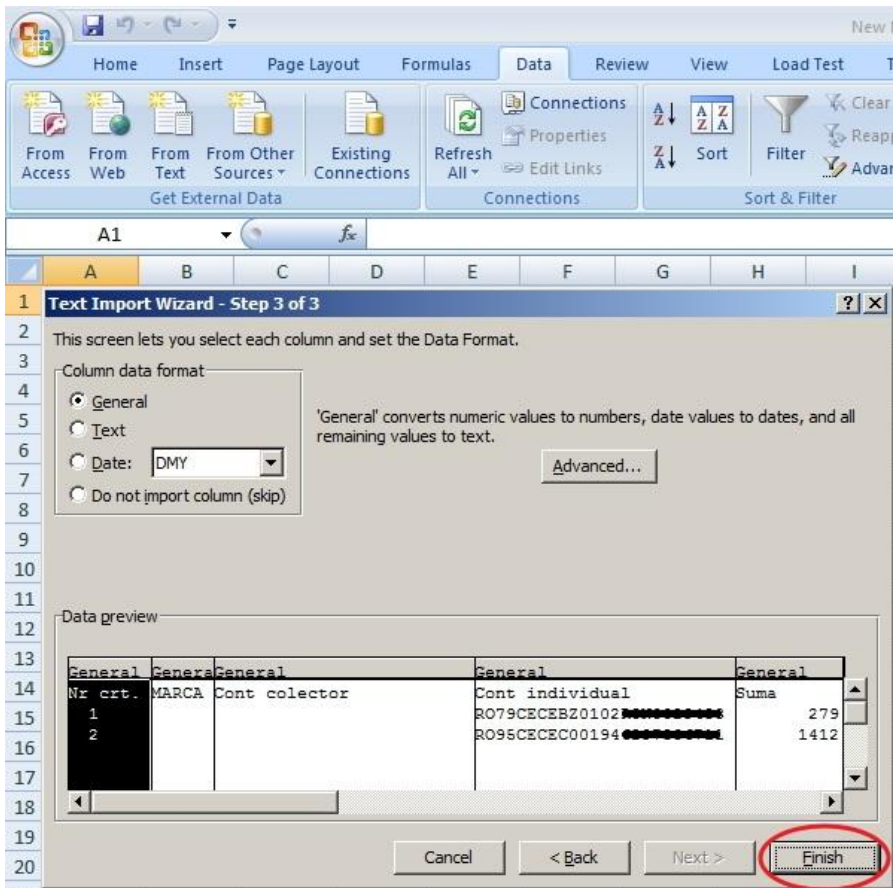 New
Home Insert Page Layout Formulas Data Review View Load Test
From Access
From Web
From Text
From Other Sources
Existing Connections
Get External Data
Refresh All
Connections
Properties
Edit Links
Connections
A Z
Z A
A Z Z A
Sort
Filter
Clear
Advan
Sort & Filter
A1 fx
A B C D E F G H I
1 Text Import Wizard - Step 3 of 3 ? X
2
This screen lets you select each column and set the Data Format.
3
Column data format
4
General
5
Text
6
Date: DMY
7
Do not import column (skip)
8
'General' converts numeric values to numbers, date values to dates, and all
remaining values to text.
Advanced...
9
10
11
12
Data preview
13
General Genera General General General
14
Nr crt. MARCA Cont colector Cont individual Suma
15
1 RO79CECEBZ0102 279
2 RO95CECEC00194 1412
16
17
18
19
20
Cancel < Back Next > Finish